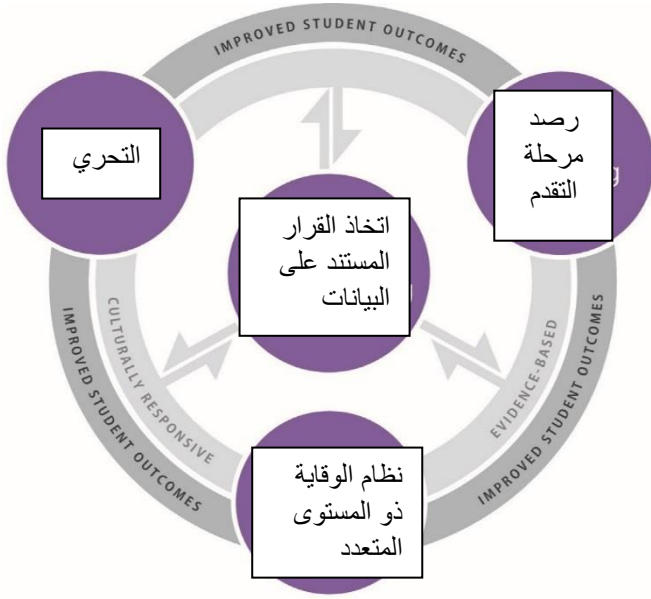 IMPROVED STUDENT OUTCOMES
التحري
رصد
مرحلة
التقدم
اتخاذ القرار
المستند على
البيانات
CULTURALLY RESPONSIVE
EVIDENCE-BASED
IMPROVED STUDENT OUTCOMES
IMPROVED STUDENT OUTCOMES
نظام الوقاية
ذو المستوى
المتعدد